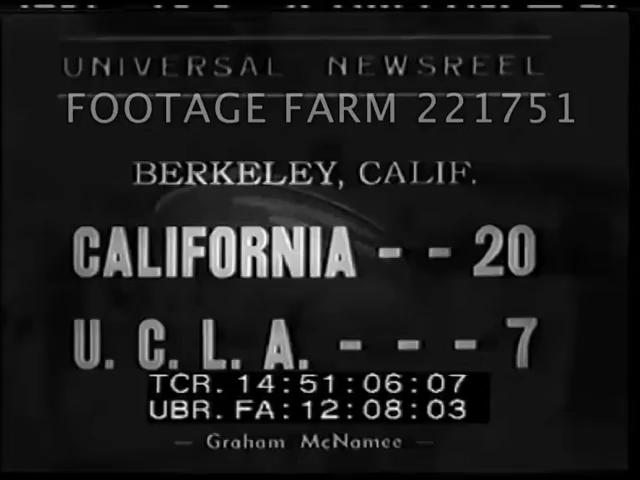 UNIVERSAL NEWSREEL
FOOTAGE FARM 221751
BERKELEY, CALIF.
CALIFORNIA - - 20
U. C. L. A. - - - 7
TCR. 14:51:06:07
UBR. FA: 12:08:03
— Graham McNamee —